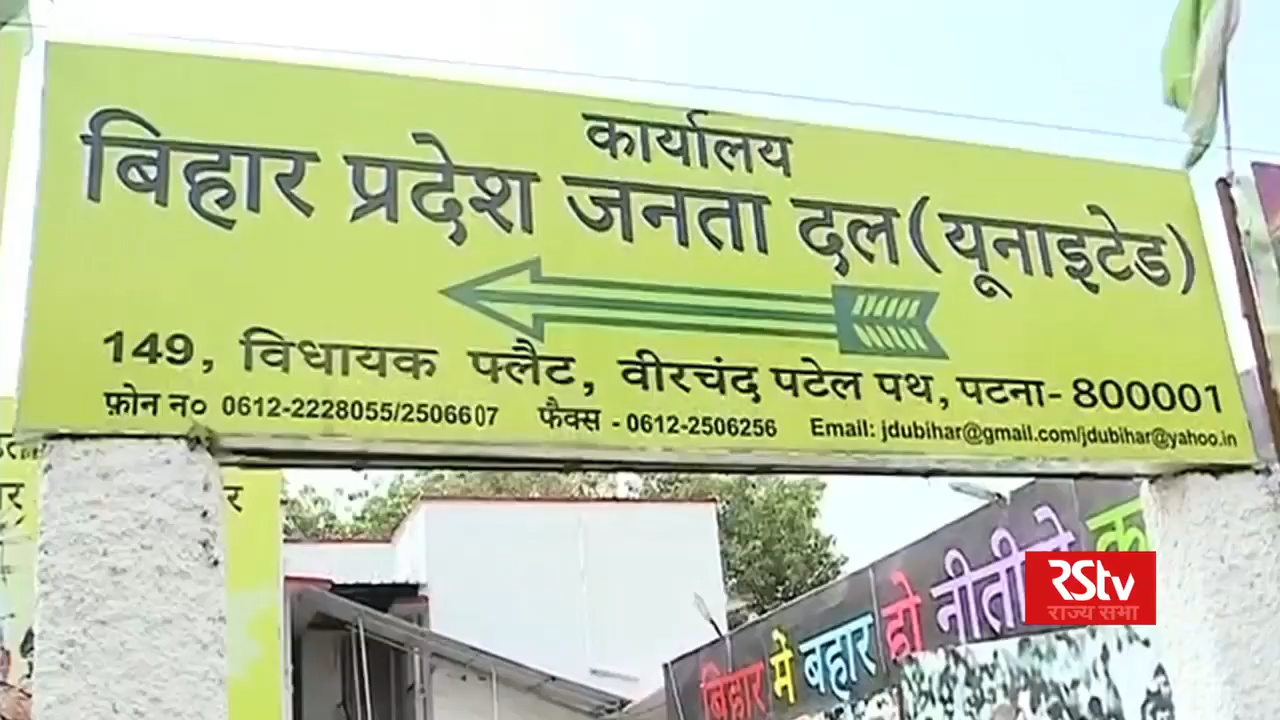 कार्यालय
बिहार प्रदेश जनता दल (यूनाइटेड)
149, विधायक फ्लैट, वीरचंद पटेल पथ, पटना- 800001
फ़ोन न० 0612-2228055/2506607 फैक्स - 0612-2506256 Email: jdubihar@gmail.com/jdubihar@yahoo.in
बिहार में बहार हो
RSTV
राज्य सभा